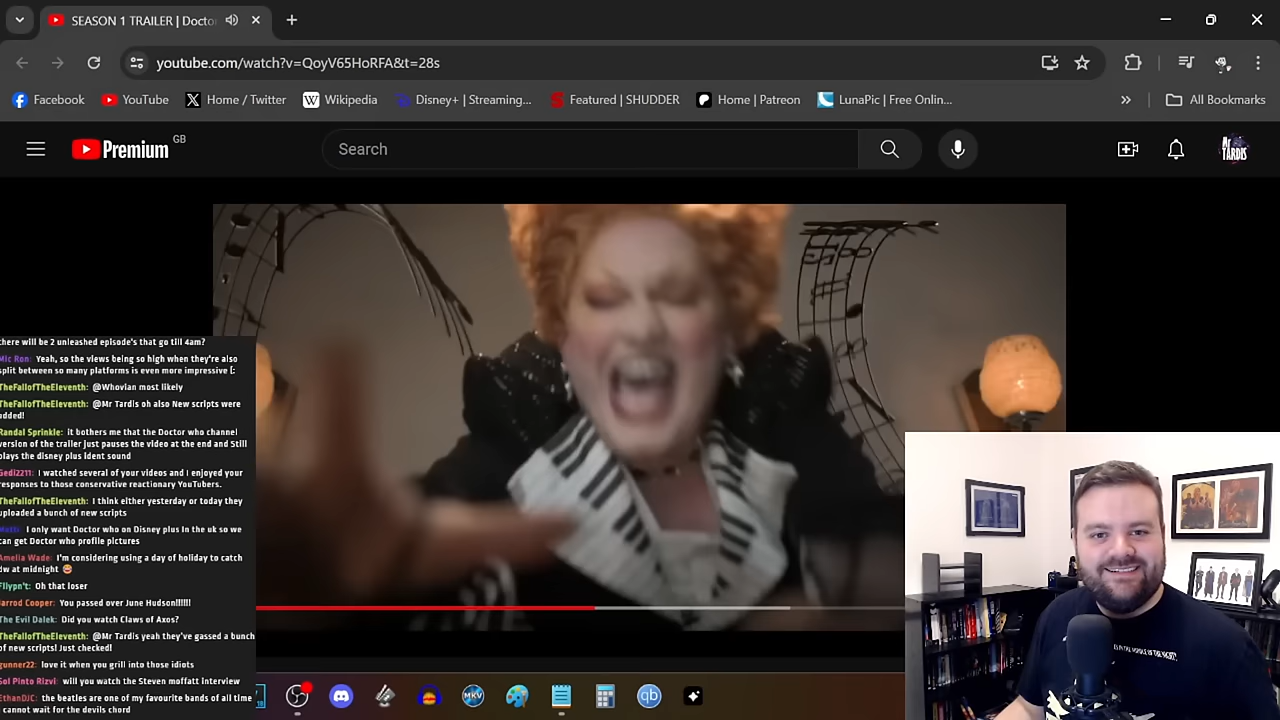 SEASON 1 TRAILER | Docto
youtube.com/watch?v=QoyV65HoRFA&t=28s
Facebook YouTube Home / Twitter Wikipedia Disney+ | Streaming... Featured | SHUDDER Home | Patreon LunaPic | Free Onlin... » All Bookmarks
Premium GB Search Mr TARDIS
there will be 2 unleashed episode's that go till 4am?
Mic Ron: Yeah, so the views being so high when they're also
split between so many platforms is even more impressive (:
TheFallofTheEleventh: @Whovian most likely
TheFallofTheEleventh: @Mr Tardis oh also New scripts were
udded!
Randal Sprinkle: it bothers me that the Doctor who channel
version of the trailer Just pauses the video at the end and Still
plays the disney plus Ident sound
Gedi2211: I watched several of your videos and I enjoyed your
responses to those conservative reactionary YouTubers.
TheFallofTheEleventh: I think either yesterday or today they
uploaded a bunch of new scripts
I only want Doctor who on Disney plus In the uk so we
can get Doctor who profile pictures
Amelia Wade: I'm considering using a day of holiday to catch
dw at midnight
Fllypn't: Oh that loser
Jarrod Cooper: You passed over June Hudson!!!!!!
The Evil Dalek: Did you watch Claws of Axos?
TheFallofTheEleventh: @Mr Tardis yeah they've gassed a bunch
of new scripts! Just checked!
gunner22: love it when you grill into those idiots
Sol Pinto Rizvi: will you watch the Steven moffatt interview
EthanDJC: the beatles are one of my favourite bands of all time
cannot wait for the devils chord
MKV qb